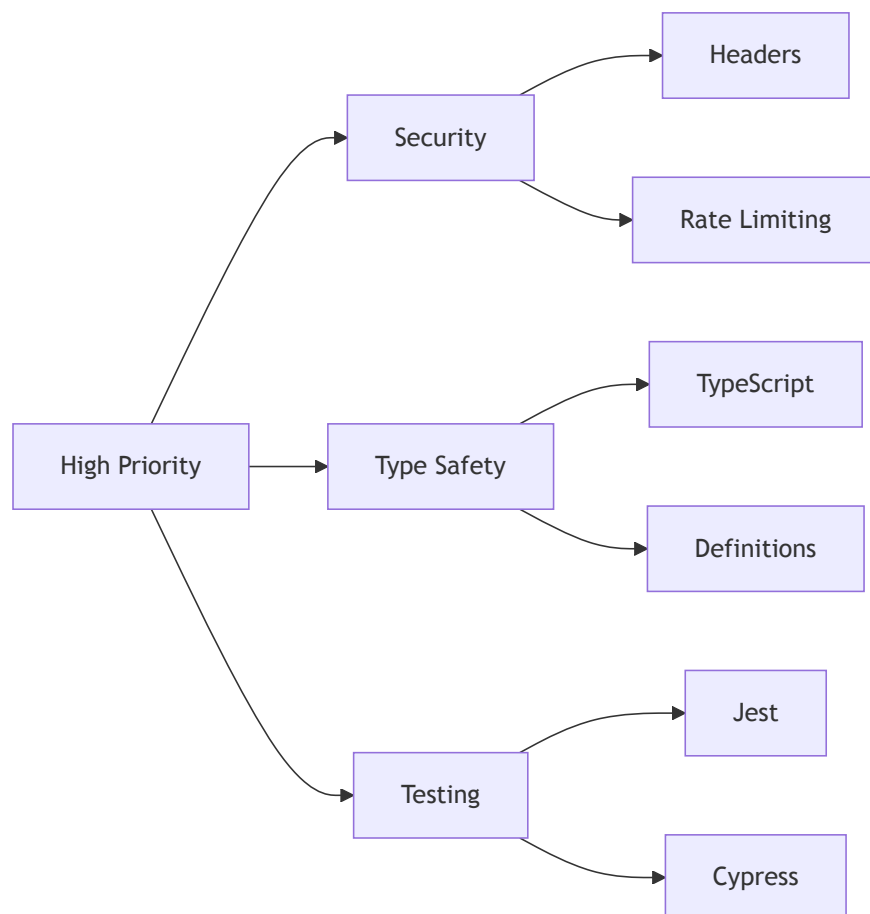 Headers
Security
Rate Limiting
TypeScript
High Priority
Type Safety
Definitions
Jest
Testing
Cypress